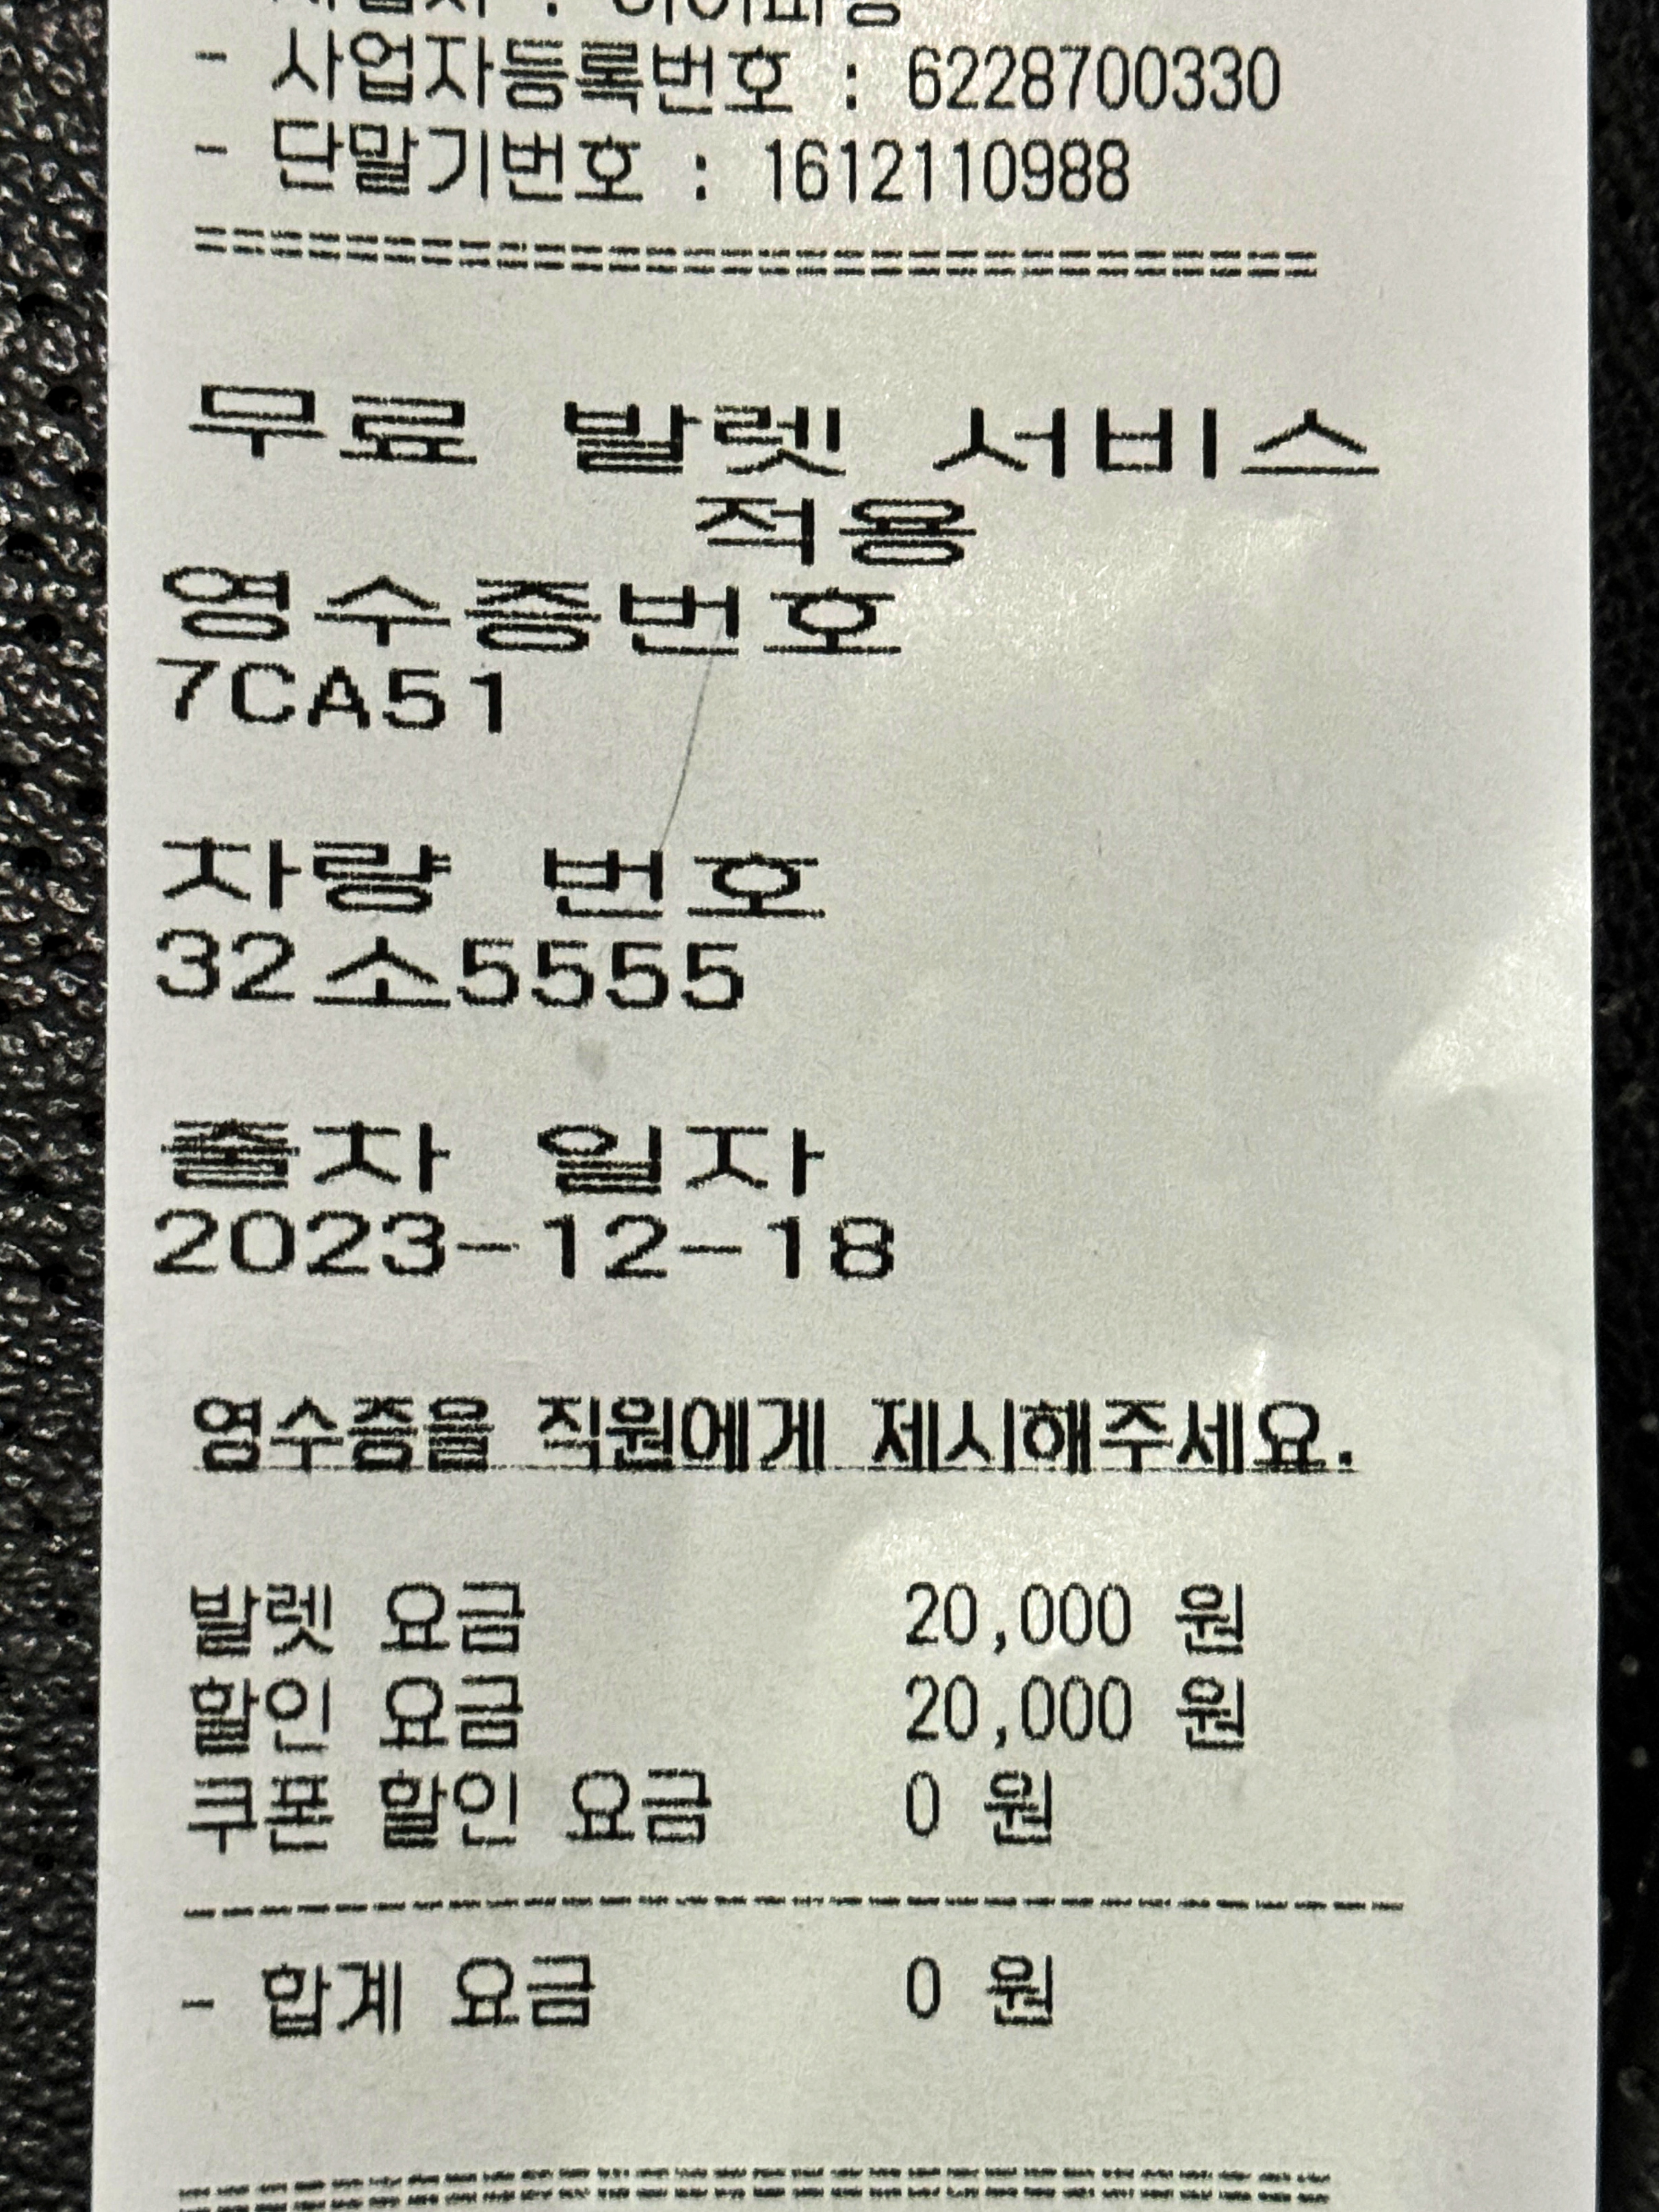 - 사업자등록번호 : 6228700330
- 단말기번호 : 1612110988
무료 발렛 서비스
적용
영수증번호
7CA51
차량 번호
32소5555
출차 일자
2023-12-18
영수증을 직원에게 제시해주세요.
발렛 요금 20,000 원
할인 요금 20,000 원
쿠폰 할인 요금 0 원
- 합계 요금 0 원